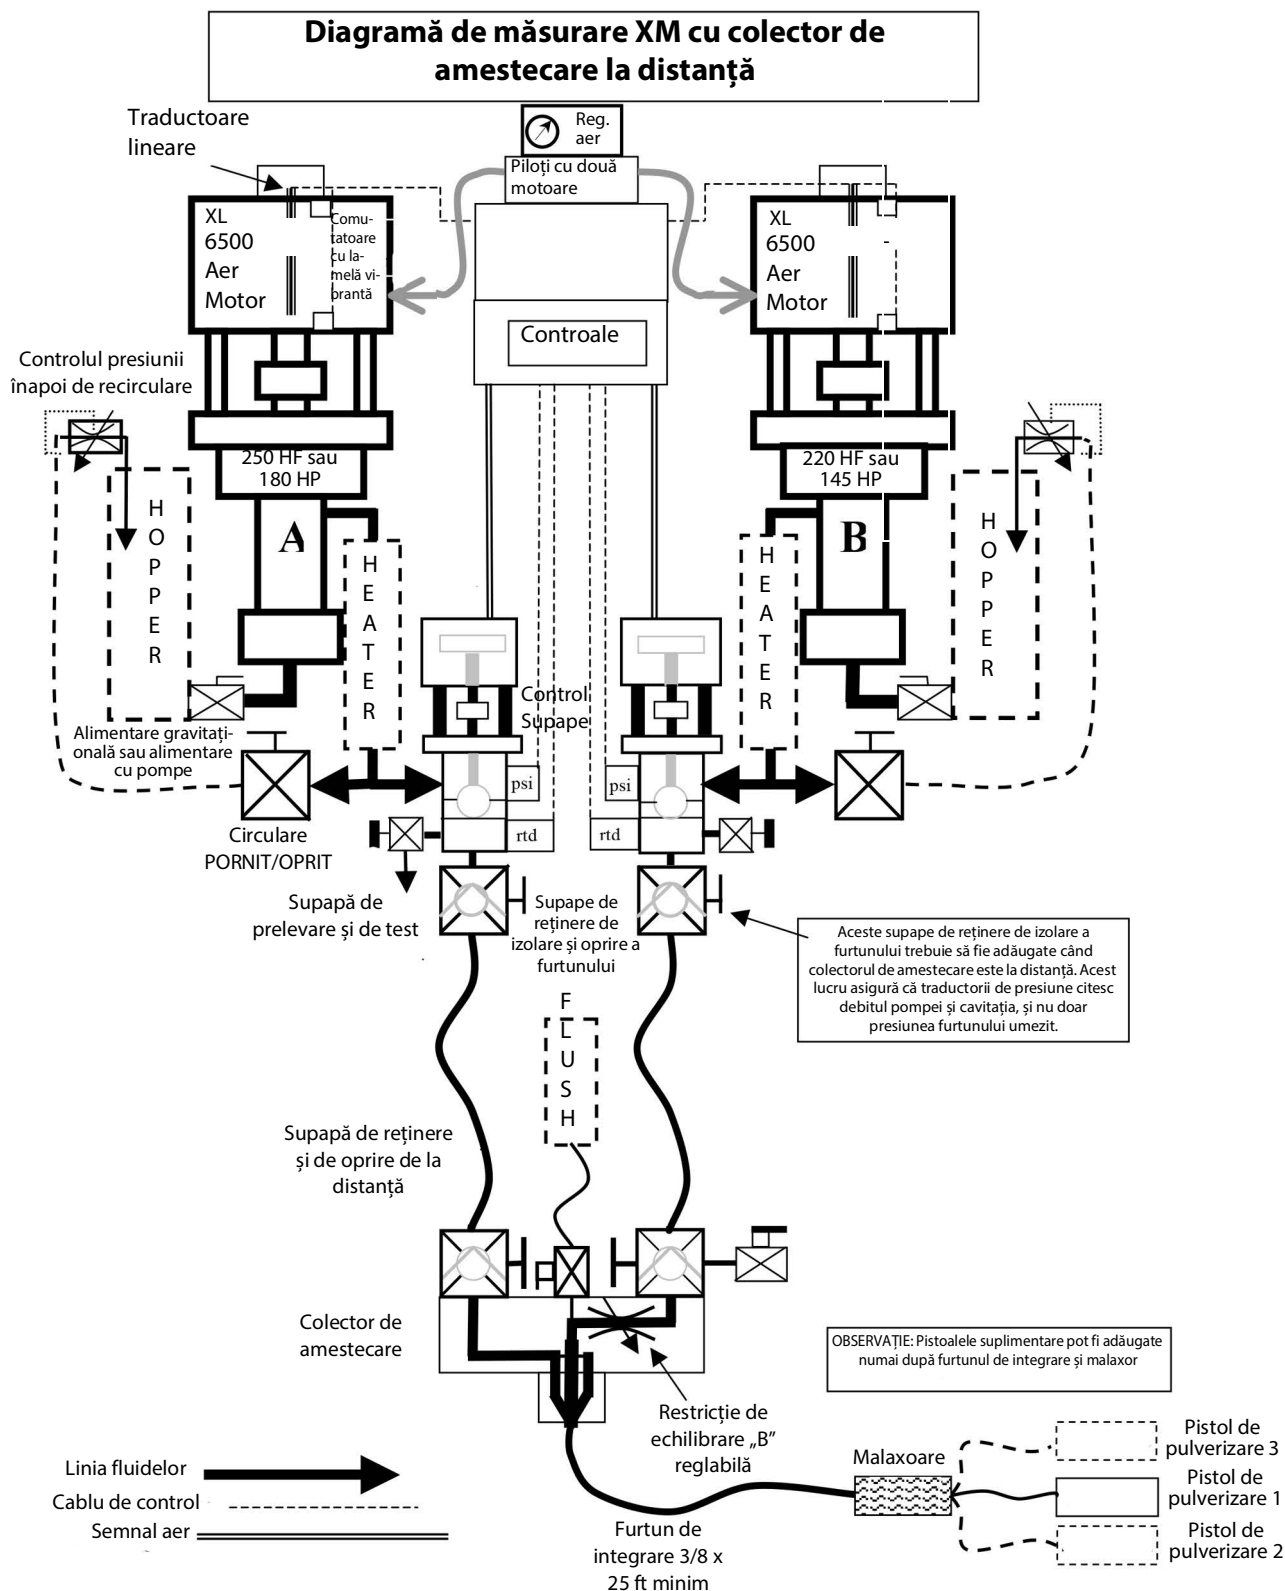 Diagramă de măsurare XM cu colector de
amestecare la distanță
Reg.
aer
Piloți cu două
motoare
Traductoare
lineare
XL
6500
Aer
Motor
Comu-
tatoare
cu la-
melă vi-
brantă
XL
6500
Aer
Motor
Controale
Controlul presiunii
înapoi de recirculare
250 HF sau
180 HP
220 HF sau
145 HP
HOPPER
A
HEATER
HEATER
B
HOPPER
Control
Supape
Alimentare gravitați-
onală sau alimentare
cu pompe
psi
psi
rtd
rtd
Circulare
PORNIT/OPRIT
Supapă de
prelevare și de test
Supape de
reținere de
izolare și oprire a
furtunului
Aceste supape de reținere de izolare a
furtunului trebuie să fie adăugate când
colectorul de amestecare este la distanță. Acest
lucru asigură că traductorii de presiune citesc
debitul pompei și cavitația, și nu doar
presiunea furtunului umezit.
FLUSH
Supapă de reținere
și de oprire de la
distanță
Colector de
amestecare
OBSERVAȚIE: Pistoalele suplimentare pot fi adăugate
numai după furtunul de integrare și malaxor
Restricție de
echilibrare „B”
reglabilă
Malaxoare
Pistol de
pulverizare 3
Pistol de
pulverizare 1
Pistol de
pulverizare 2
Linia fluidelor
Cablu de control
Semnal aer
Furtun de
integrare 3/8 x
25 ft minim